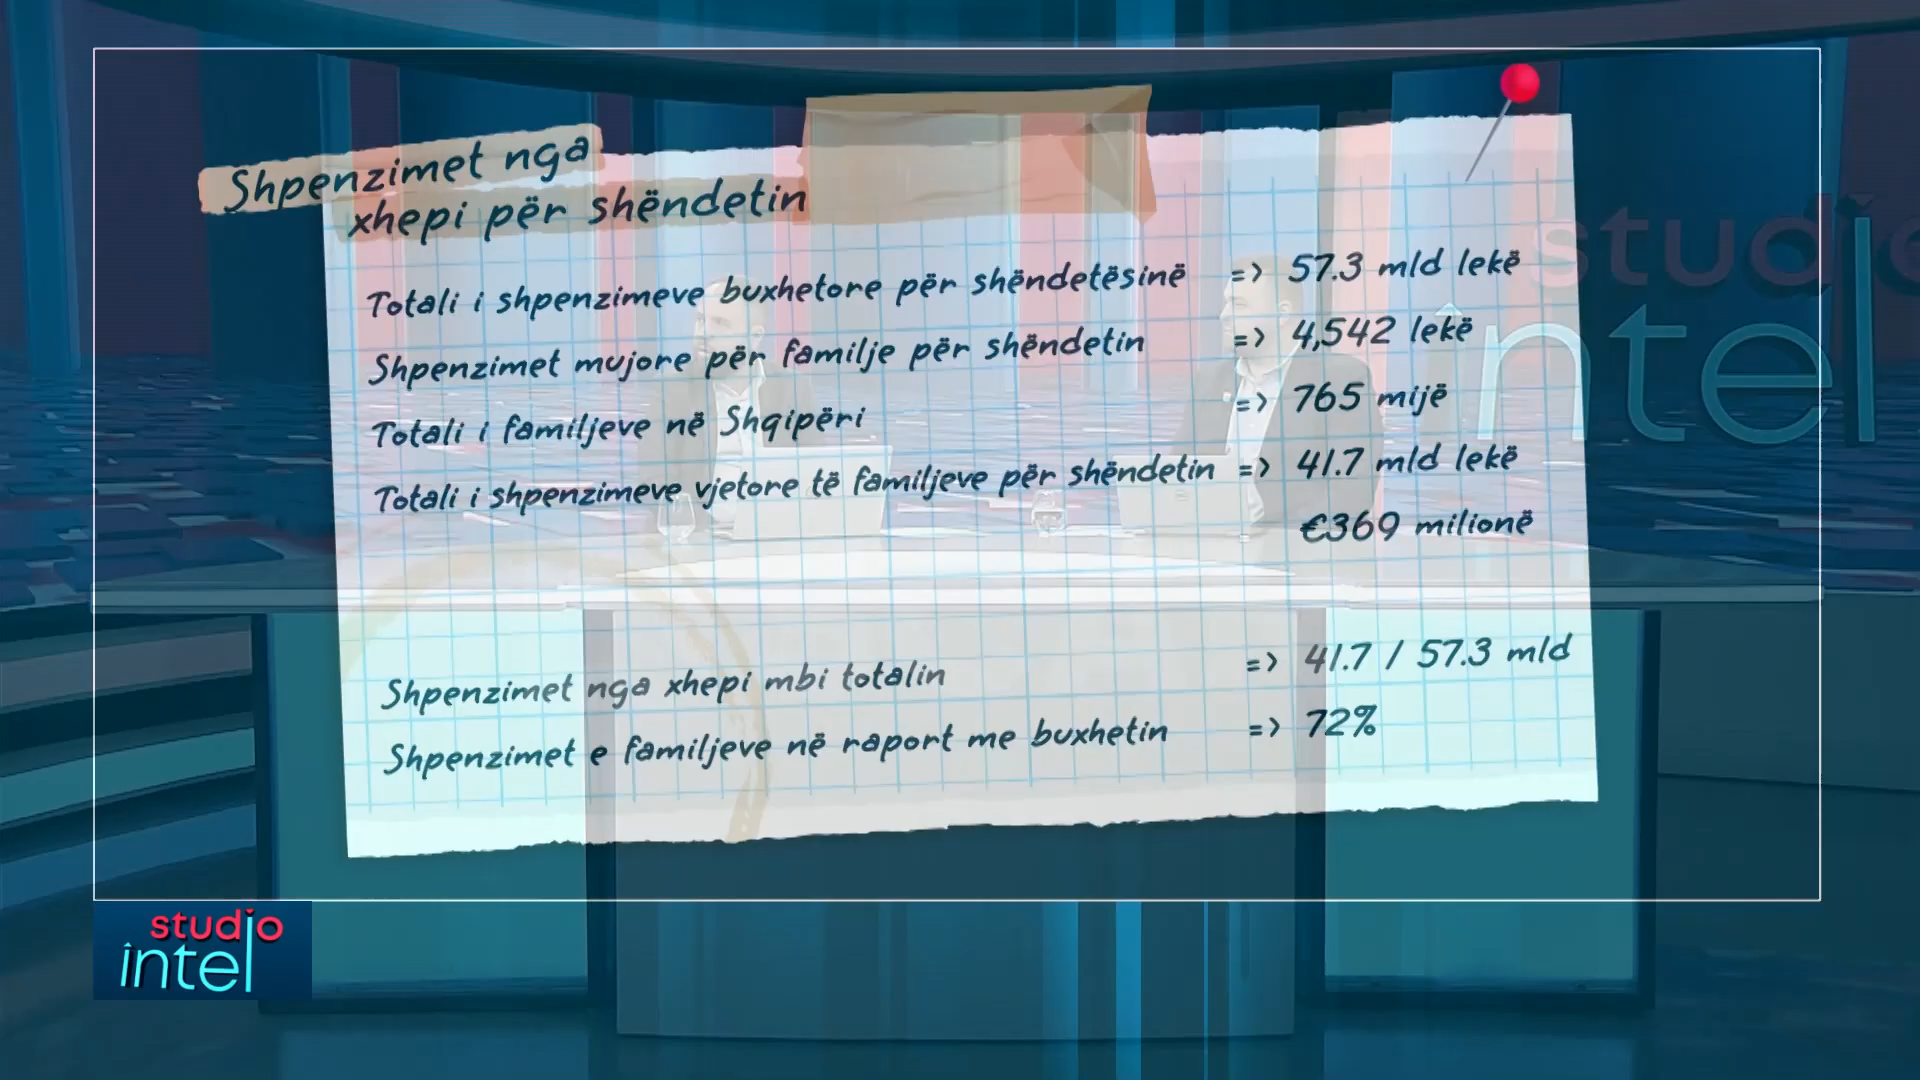 Shpenzimet nga
xhepi për shëndetin
Totali i shpenzimeve buxhetore për shëndetësinë => 57.3 mld lekë
Shpenzimet mujore për familje për shëndetin => 4,542 lekë
Totali i familjeve në Shqipëri => 765 mijë
Totali i shpenzimeve vjetore të familjeve për shëndetin => 41.7 mld lekë
€369 milionë
Shpenzimet nga xhepi mbi totalin => 41.7 / 57.3 mld
Shpenzimet e familjeve në raport me buxhetin => 72%
studio
intel
studio
intel